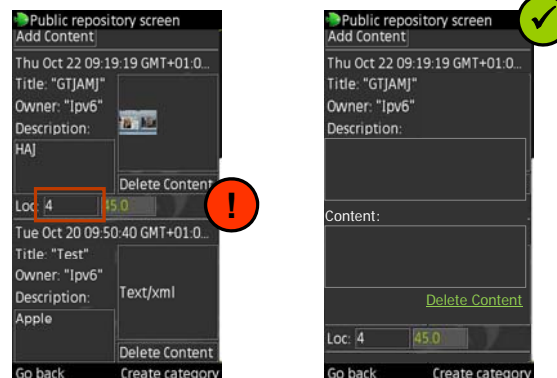 Public repository screen
Add Content
Thu Oct 22 09:19:19 GMT+01:0...
Title: "GTJAMJ"
Owner: "Ipv6"
Description:
HAJ
Delete Content
Loc: 4 45.0
!
Tue Oct 20 09:50:40 GMT+01:0...
Title: "Test"
Owner: "Ipv6"
Description:
Text/xml
Apple
Delete Content
Go back Create category
Public repository screen
Add Content
Thu Oct 22 09:19:19 GMT+01:0...
Title: "GTJAMJ"
Owner: "Ipv6"
Description:
Content:
Delete Content
Loc: 4 45.0
Go back Create category